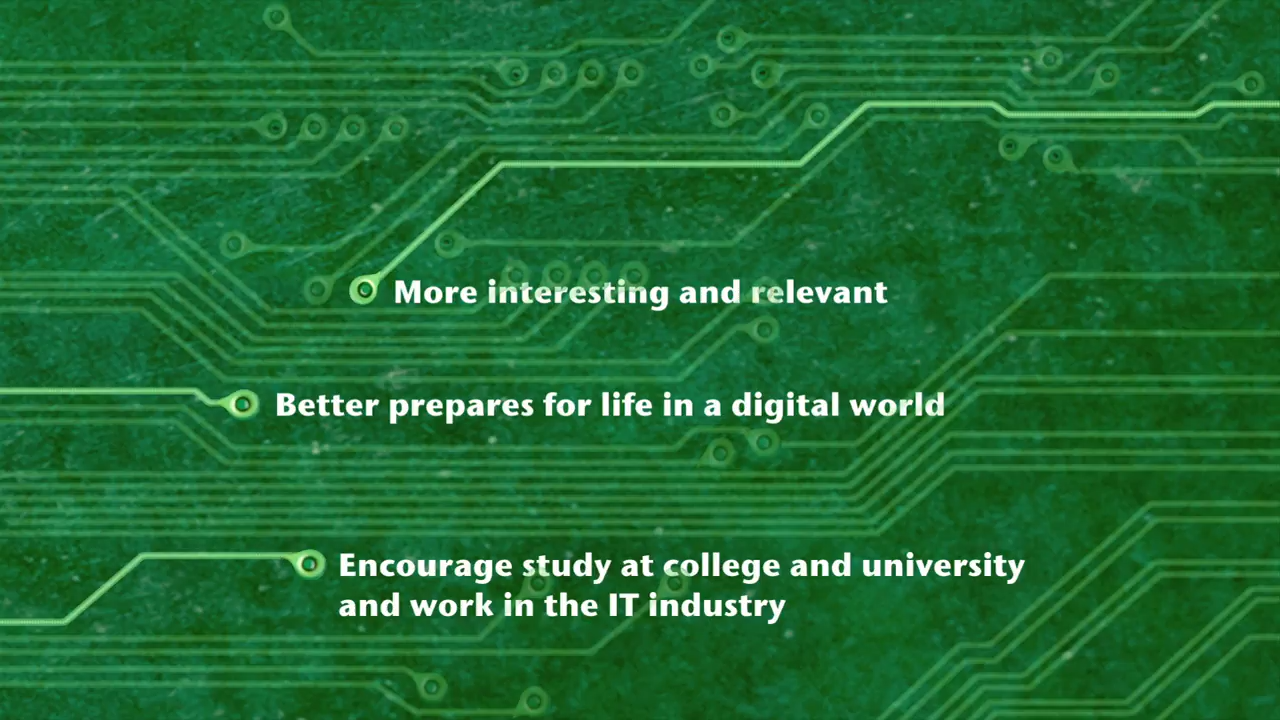 More interesting and relevant
Better prepares for life in a digital world
Encourage study at college and university
and work in the IT industry